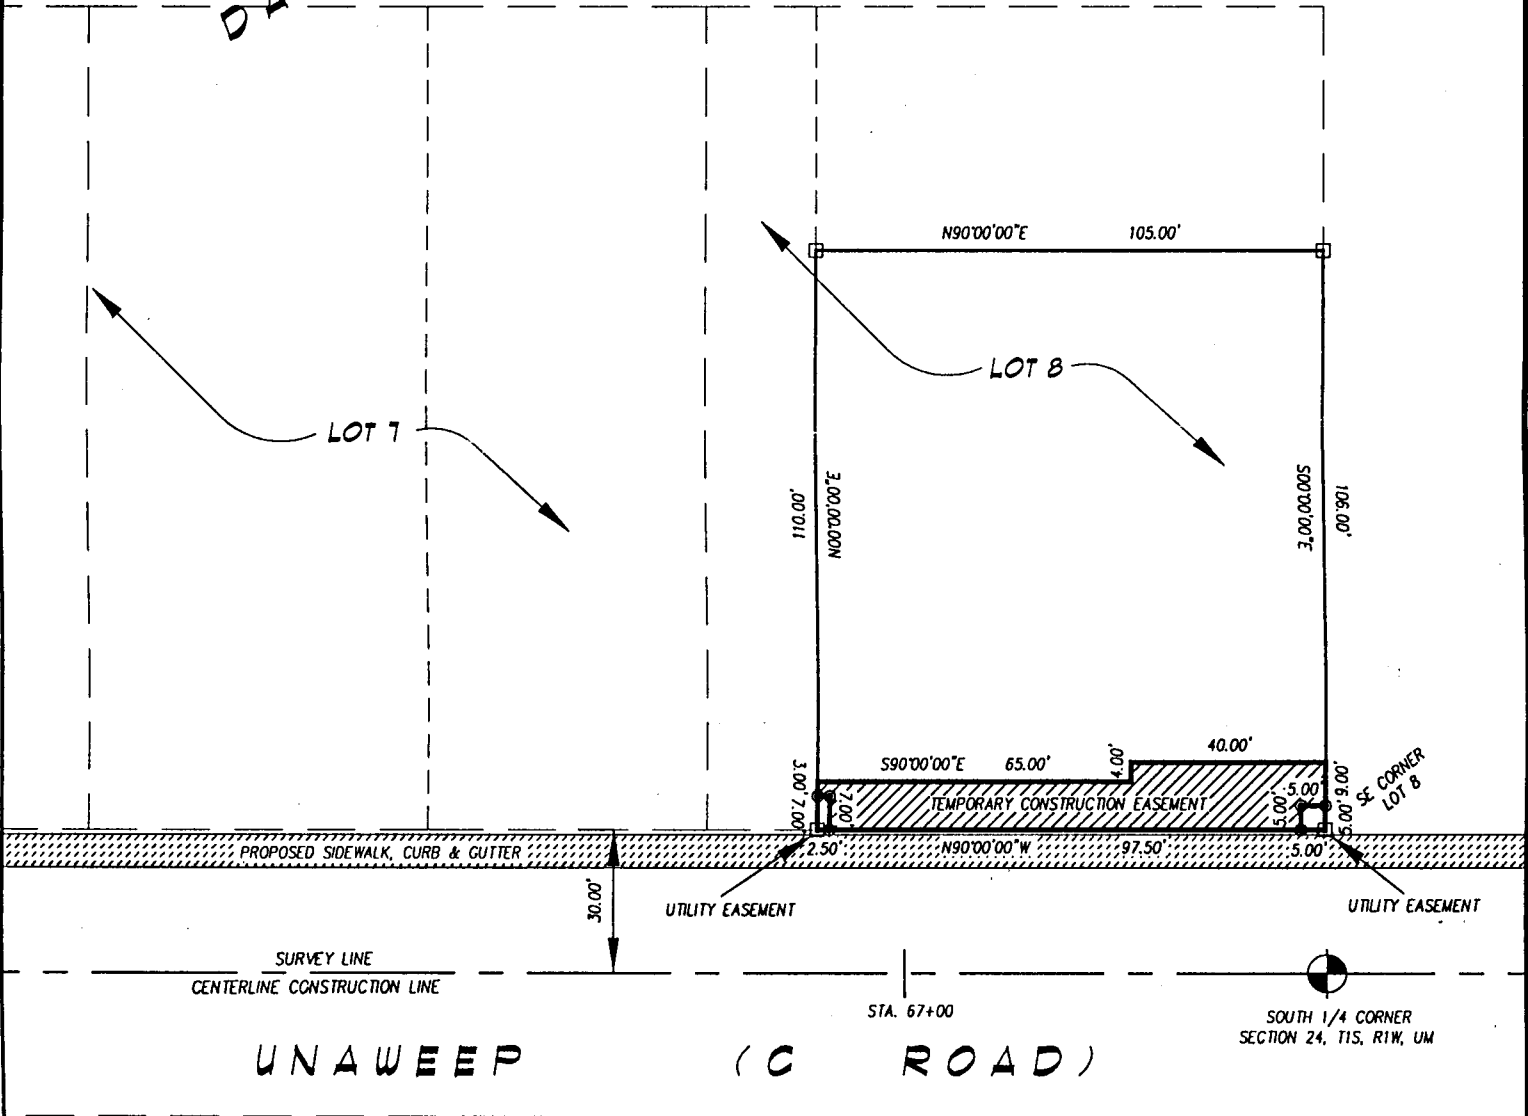 N90°00'00"E 105.00'
LOT 8
LOT 7
110.00'
N00°00'00"E
S00°00'00"E
106.00'
S90°00'00"E 65.00'
4.00'
40.00'
3.00'
7.00'
7.00'
TEMPORARY CONSTRUCTION EASEMENT
5.00'
5.00'
9.00'
5.00'
SE CORNER
LOT 8
PROPOSED SIDEWALK, CURB & GUTTER
2.50'
N90°00'00"W 97.50'
5.00'
30.00'
UTILITY EASEMENT
UTILITY EASEMENT
SURVEY LINE
CENTERLINE CONSTRUCTION LINE
STA. 67+00
SOUTH 1/4 CORNER
SECTION 24, T1S, R1W, UM
UNAWEEP (C ROAD)